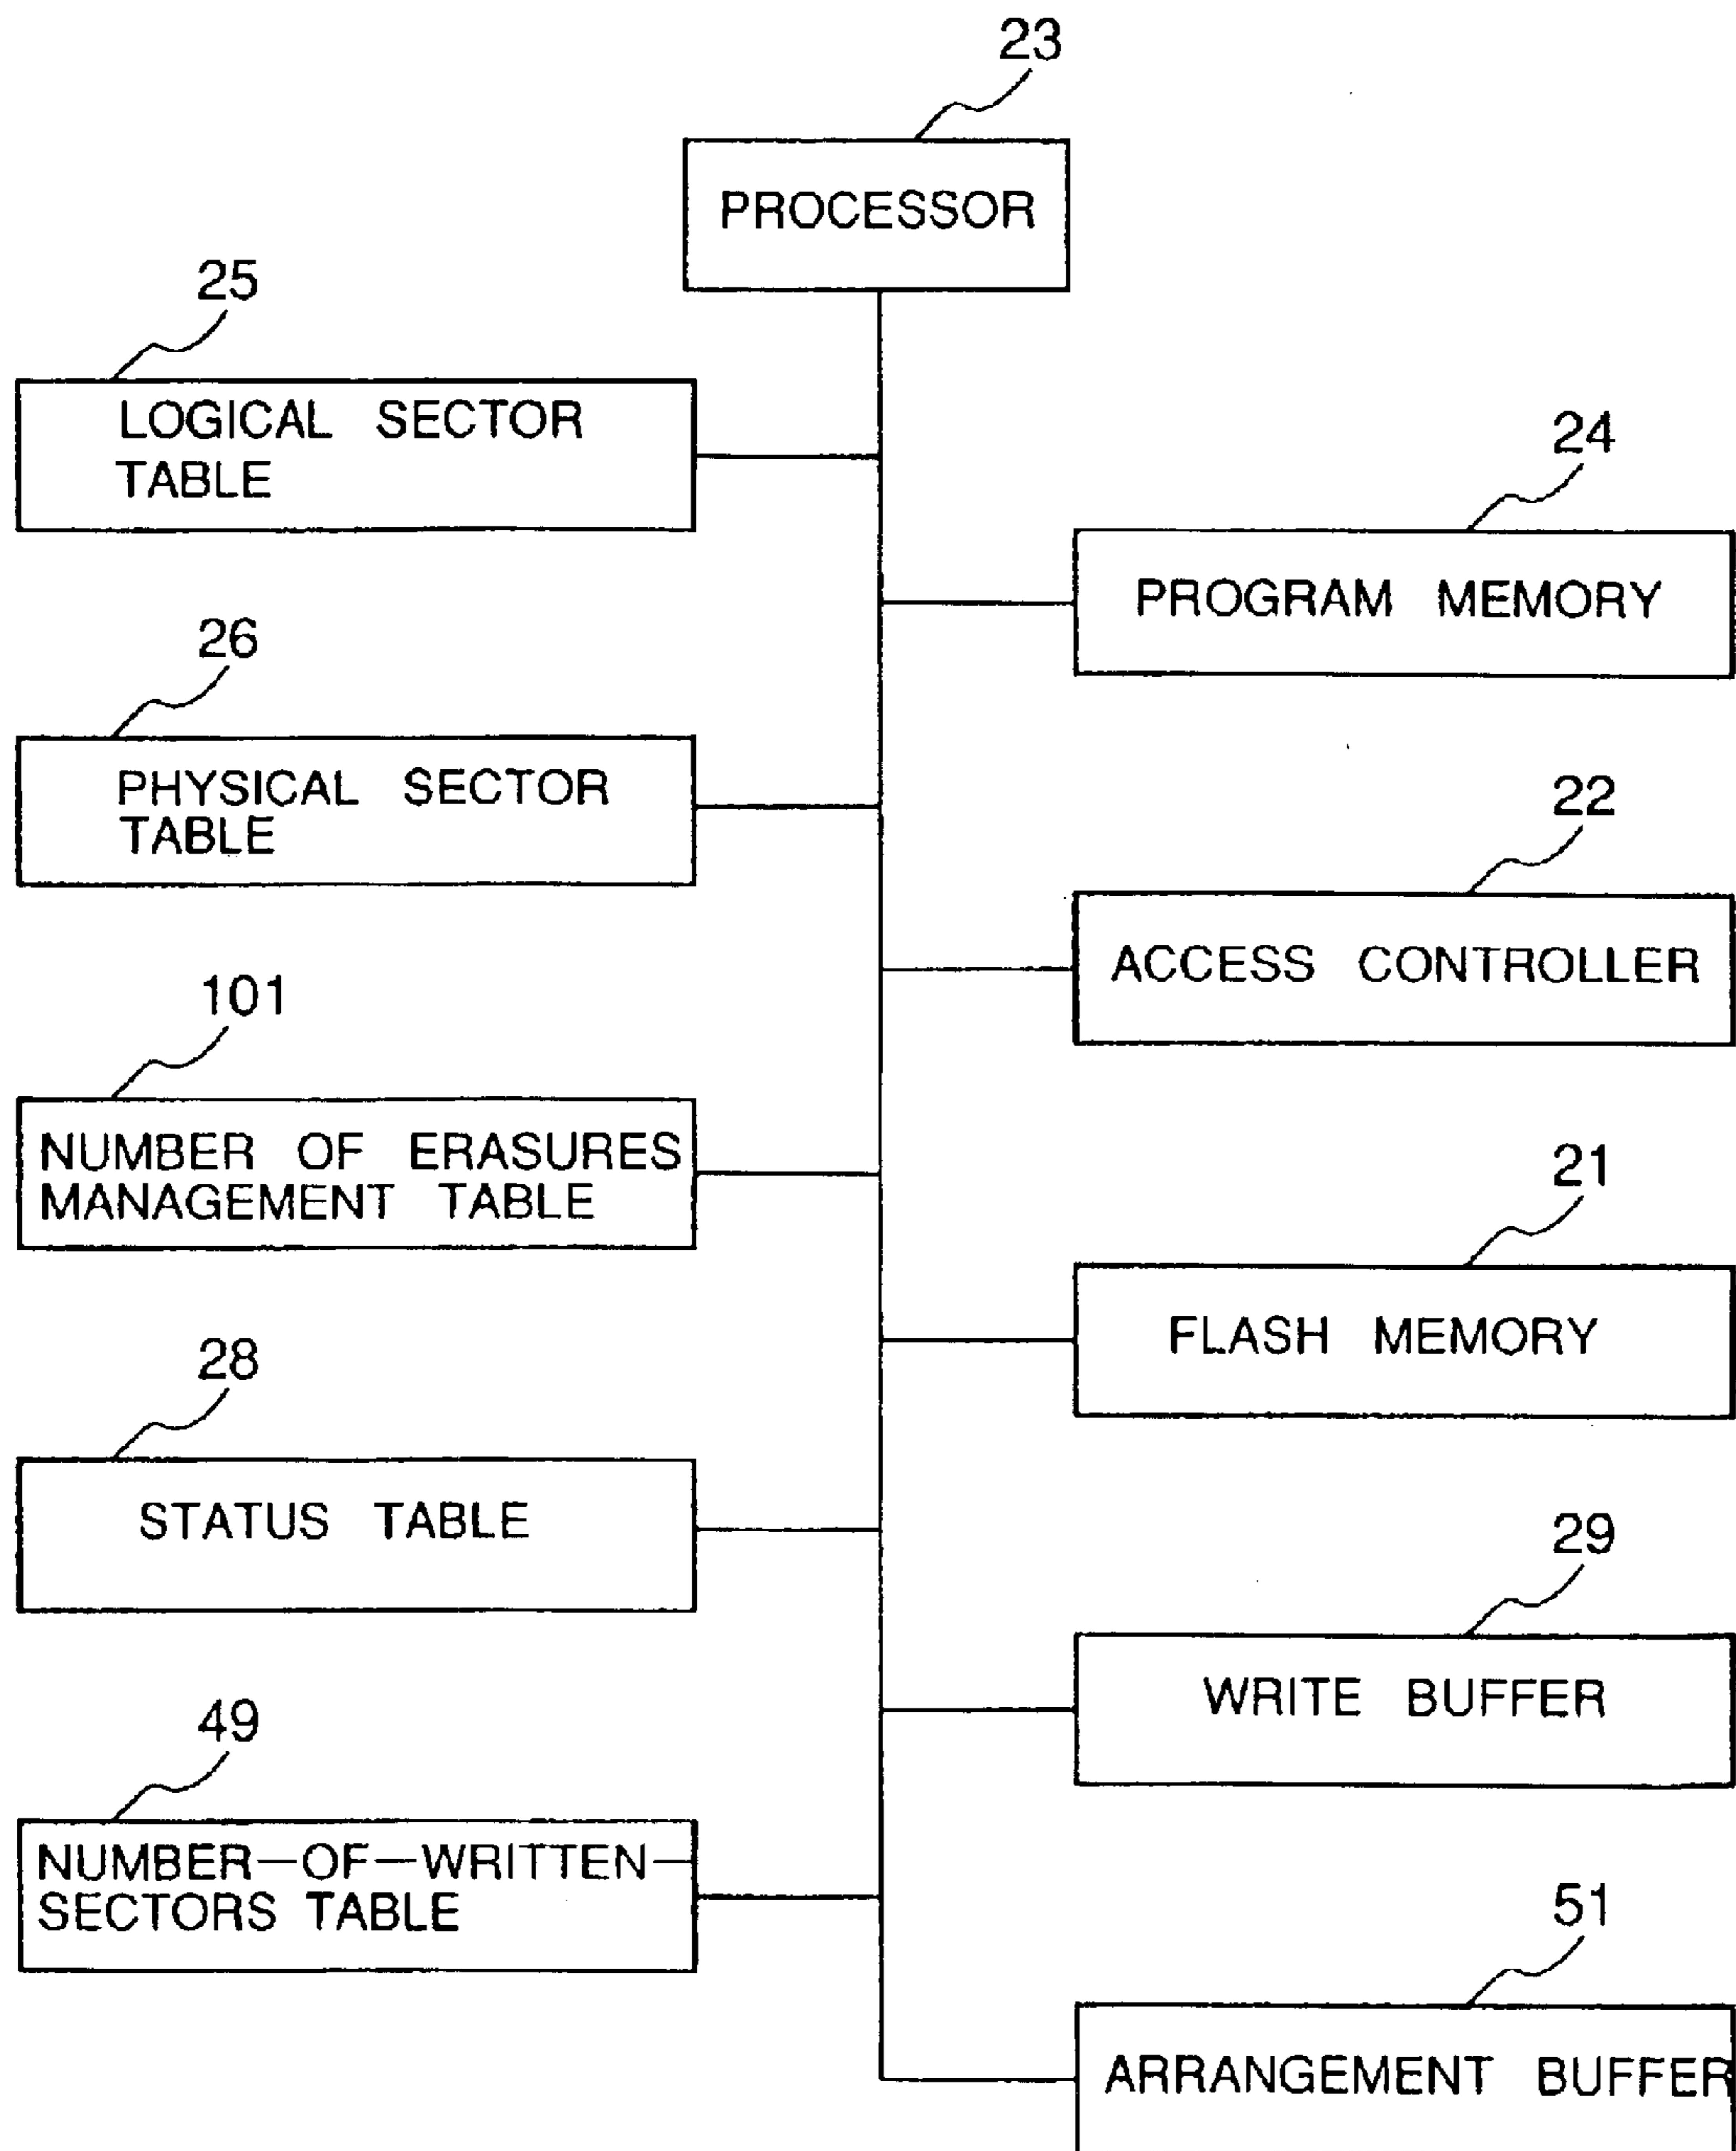 23
PROCESSOR
25
LOGICAL SECTOR
TABLE
24
PROGRAM MEMORY
26
PHYSICAL SECTOR
TABLE
22
ACCESS CONTROLLER
101
NUMBER OF ERASURES
MANAGEMENT TABLE
21
FLASH MEMORY
28
STATUS TABLE
29
WRITE BUFFER
49
NUMBER-OF-WRITTEN-
SECTORS TABLE
51
ARRANGEMENT BUFFER